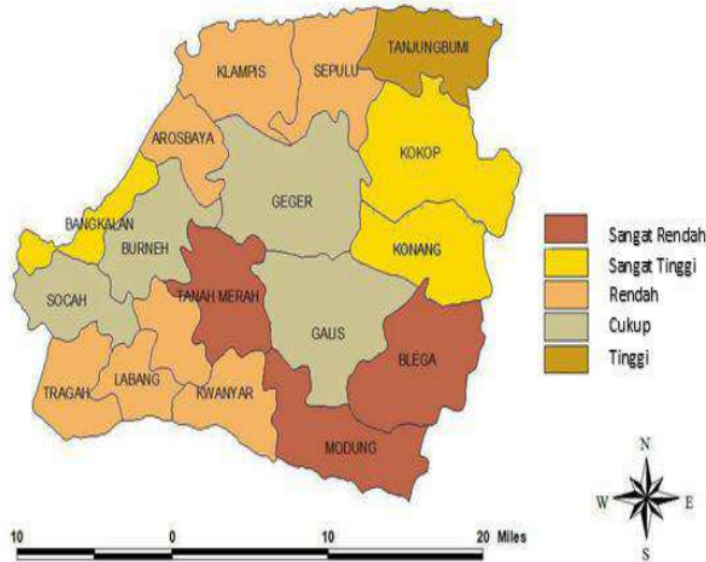 TANJUNGBUMI
KLAMPIS
SEPULU
AROSBAYA
KOKOP
GEGER
BANGKALAN
BURNEH
KONANG
SOCAH
TANAH MERAH
GALIS
BLEGA
TRAGAH
LABANG
KWANYAR
MODUNG
Sangat Rendah
Sangat Tinggi
Rendah
Cukup
Tinggi
N
W E
S
10 0 10 20 Miles